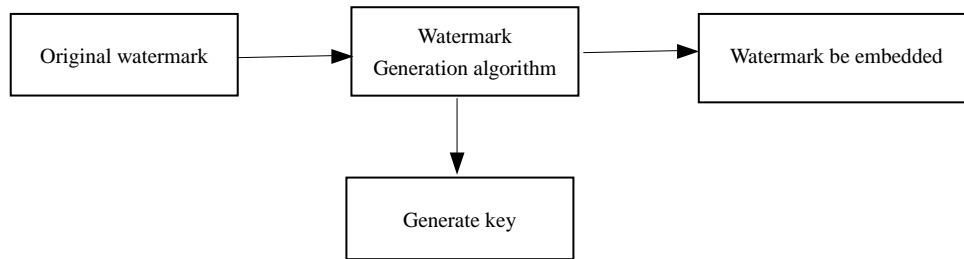 Original watermark
Watermark
Generation algorithm
Watermark be embedded
Generate key